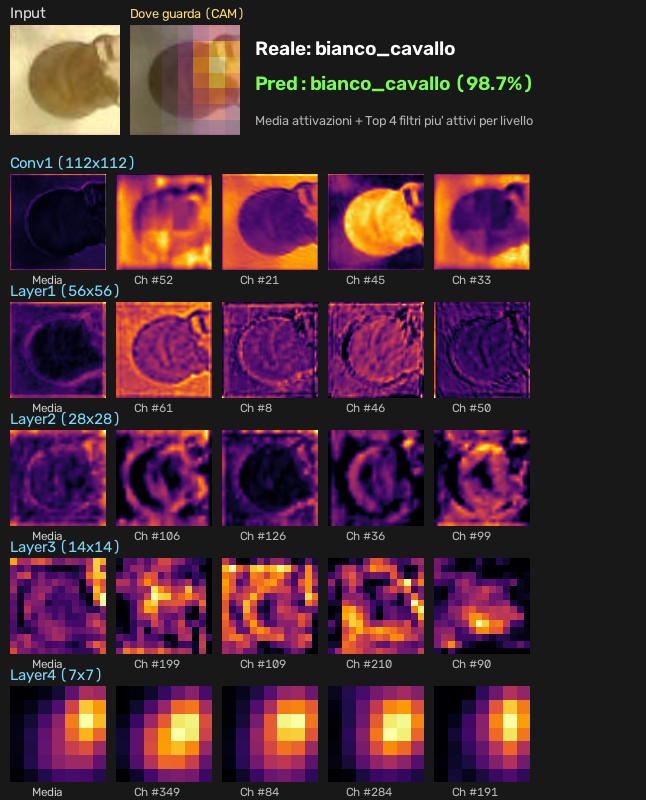 Input
Dove guarda (CAM)
Reale: bianco_cavallo
Pred : bianco_cavallo (98.7%)
Media attivazioni + Top 4 filtri piu' attivi per livello
Conv1 (112x112)
Media Ch #52 Ch #21 Ch #45 Ch #33
Layer1 (56x56)
Media Ch #61 Ch #8 Ch #46 Ch #50
Layer2 (28x28)
Media Ch #106 Ch #126 Ch #36 Ch #99
Layer3 (14x14)
Media Ch #199 Ch #109 Ch #210 Ch #90
Layer4 (7x7)
Media Ch #349 Ch #84 Ch #284 Ch #191